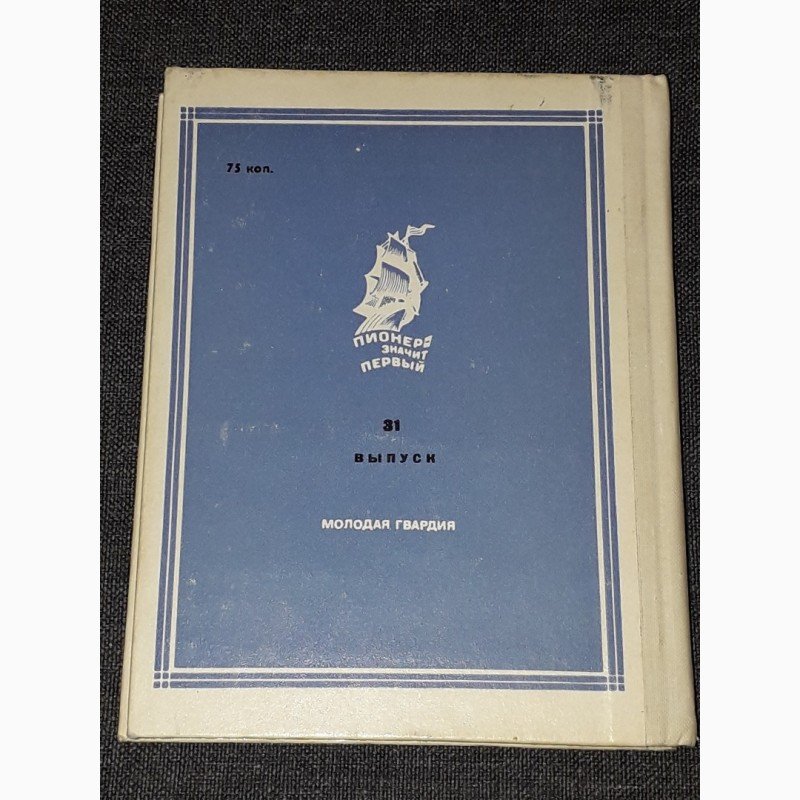 75 коп.
ПИОНЕР—
ЗНАЧИТ
ПЕРВЫЙ
31
ВЫПУСК
МОЛОДАЯ ГВАРДИЯ